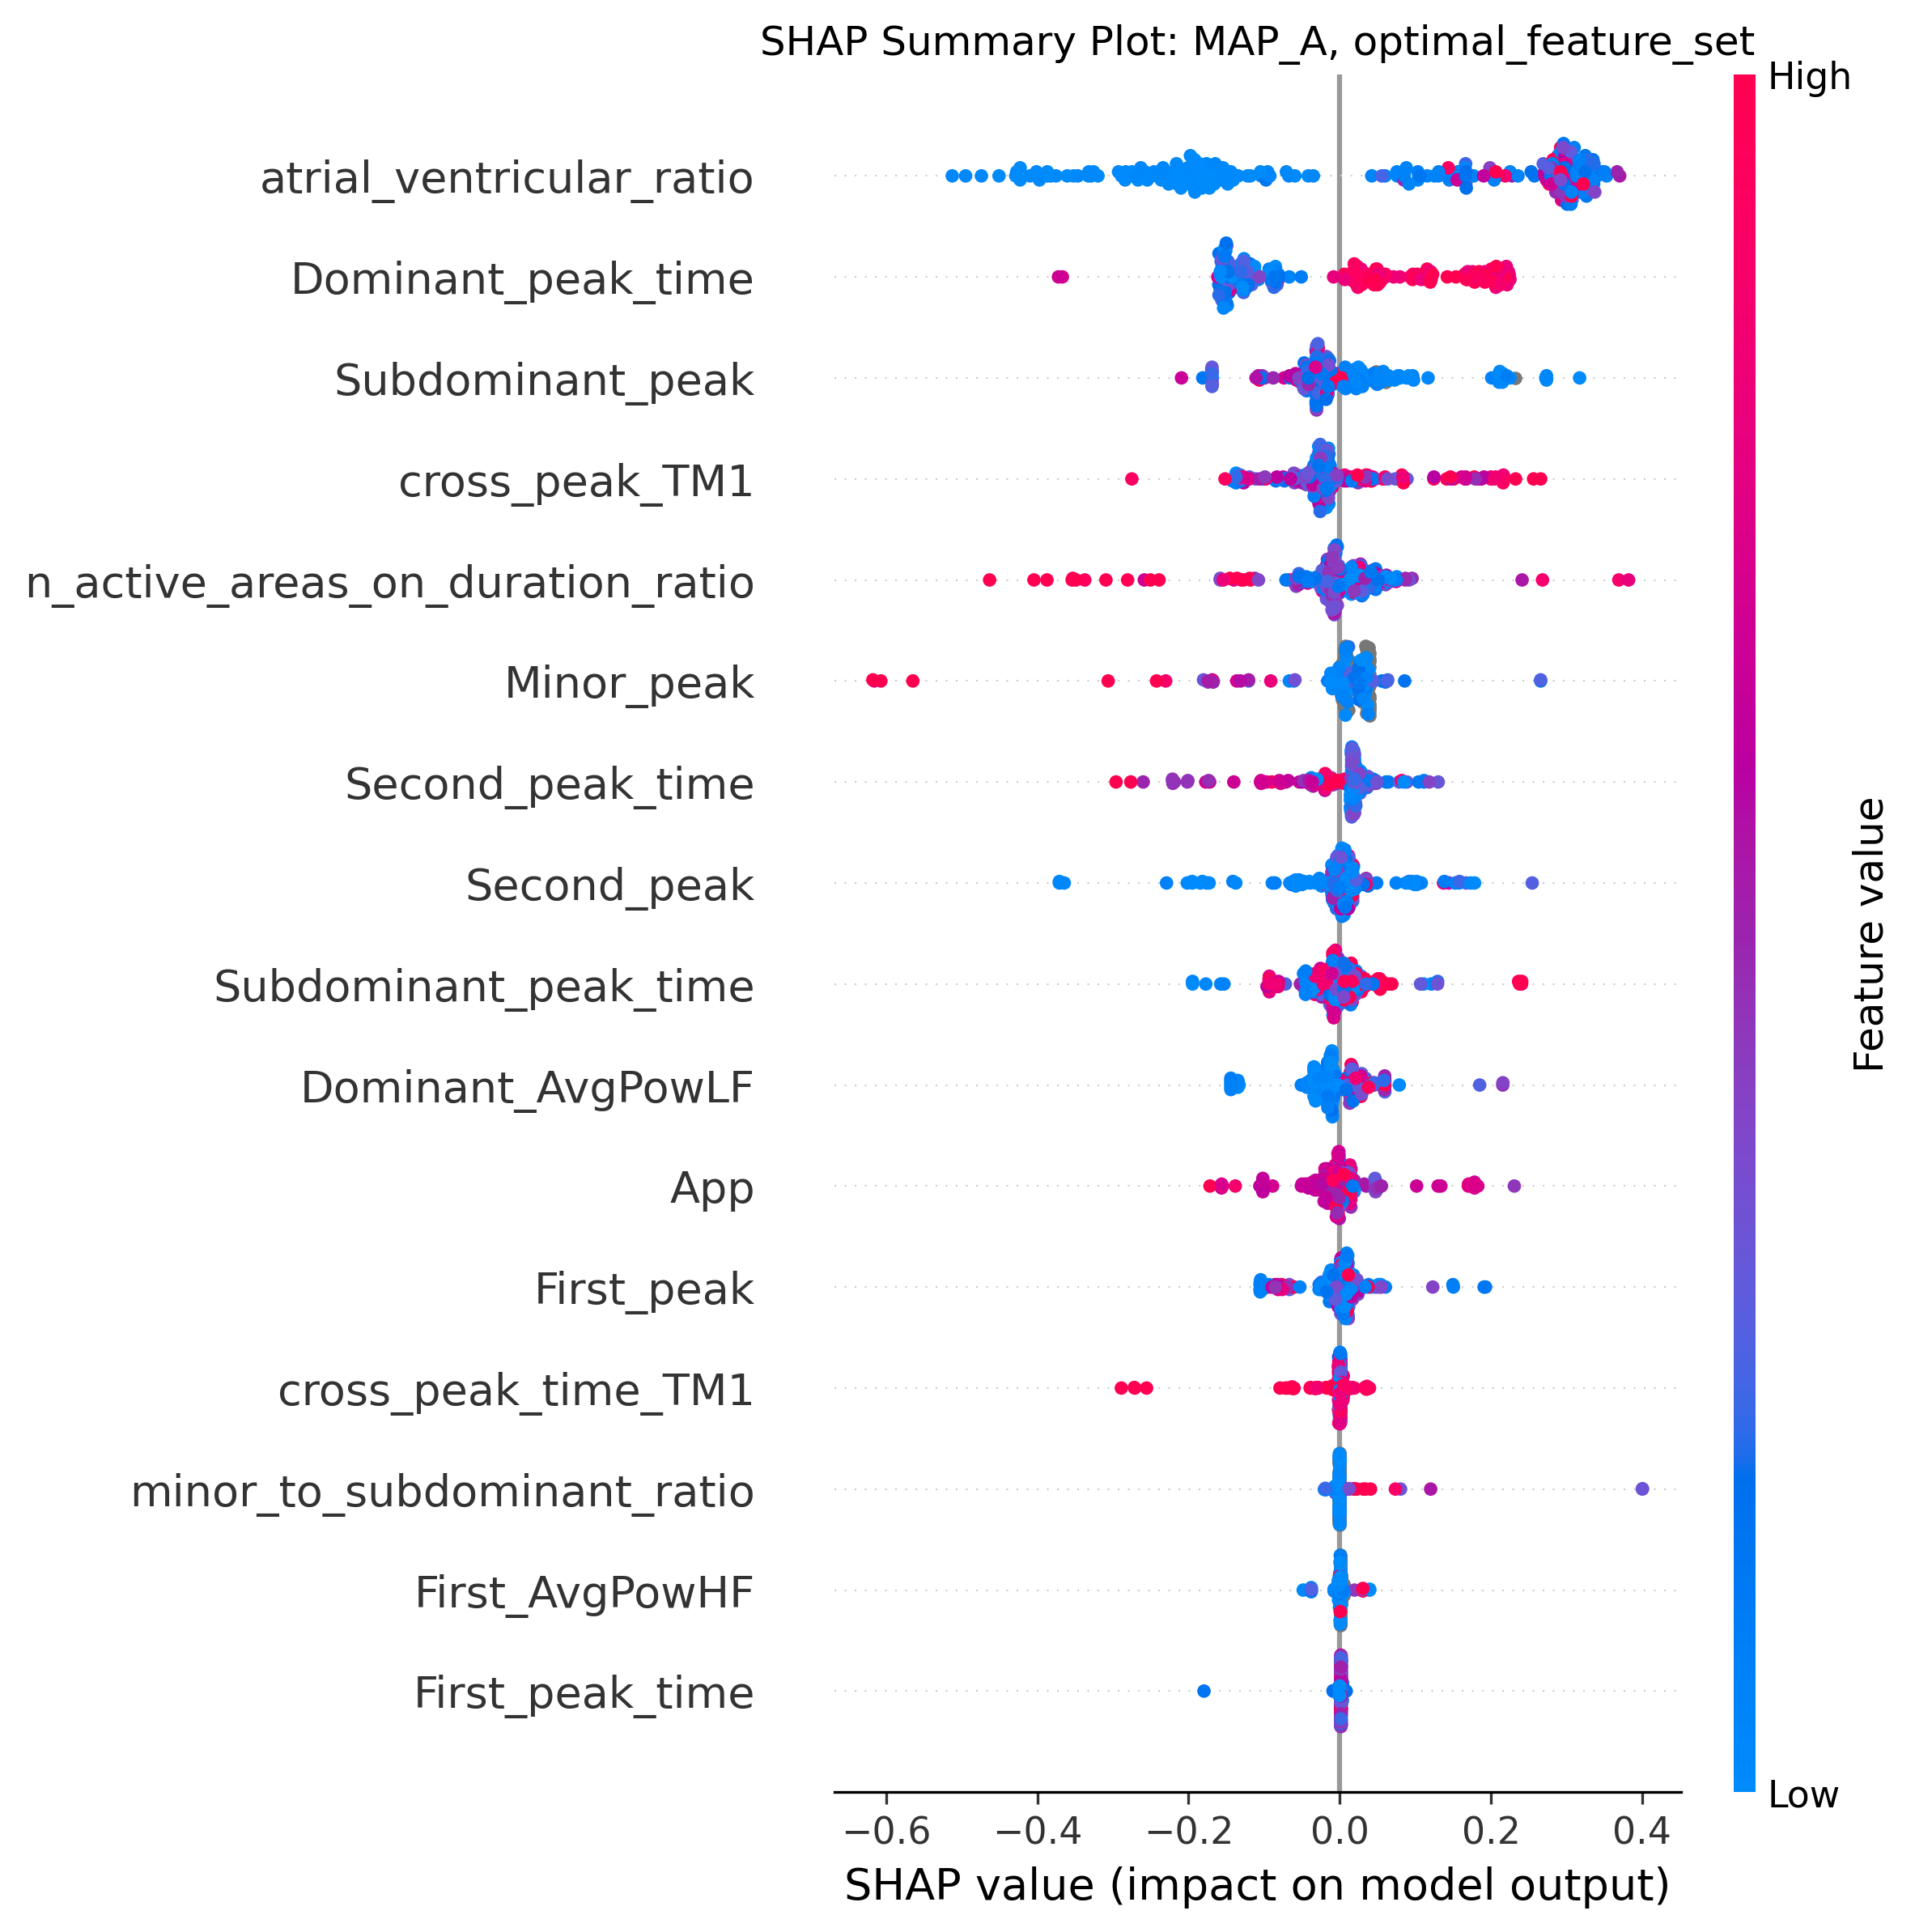 SHAP Summary Plot: MAP_A, optimal_feature_set
High
atrial_ventricular_ratio
Dominant_peak_time
Subdominant_peak
cross_peak_TM1
n_active_areas_on_duration_ratio
Minor_peak
Second_peak_time
Second_peak
Subdominant_peak_time
Dominant_AvgPowLF
App
First_peak
cross_peak_time_TM1
minor_to_subdominant_ratio
First_AvgPowHF
First_peak_time
Feature value
Low
−0.6 −0.4 −0.2 0.0 0.2 0.4
SHAP value (impact on model output)